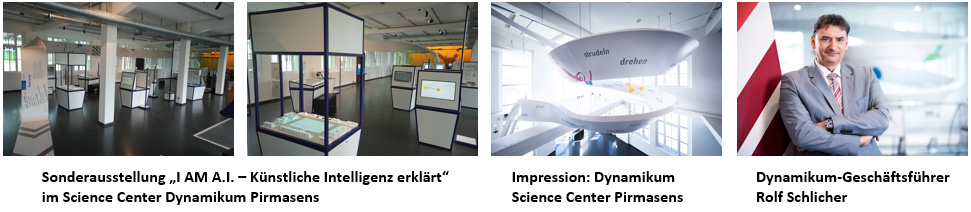 strudeln
drehen
Sonderausstellung „I AM A.I. – Künstliche Intelligenz erklärt“
im Science Center Dynamikum Pirmasens
Impression: Dynamikum
Science Center Pirmasens
Dynamikum-Geschäftsführer
Rolf Schlicher